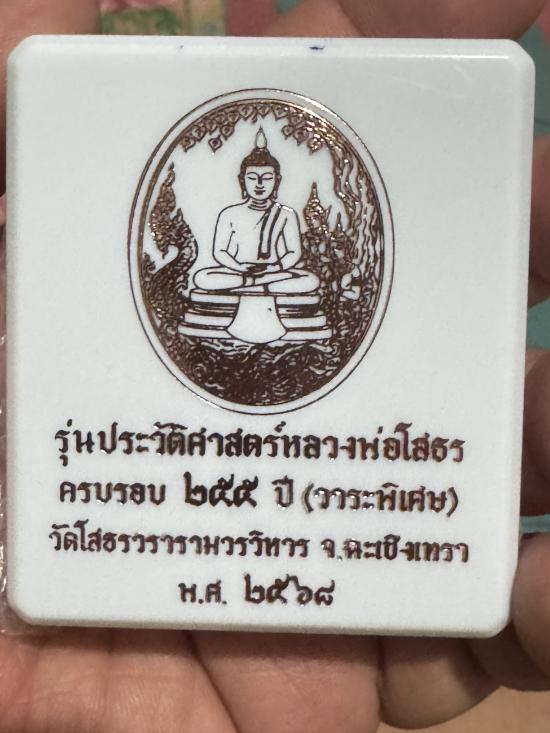 รุ่นประวัติศาสตร์หลวงพ่อโสธร
ครบรอบ ๒๕๕ ปี (วาระพิเศษ)
วัดโสธรวรารามวรวิหาร จ.ฉะเชิงเทรา
พ.ศ. ๒๕๖๘